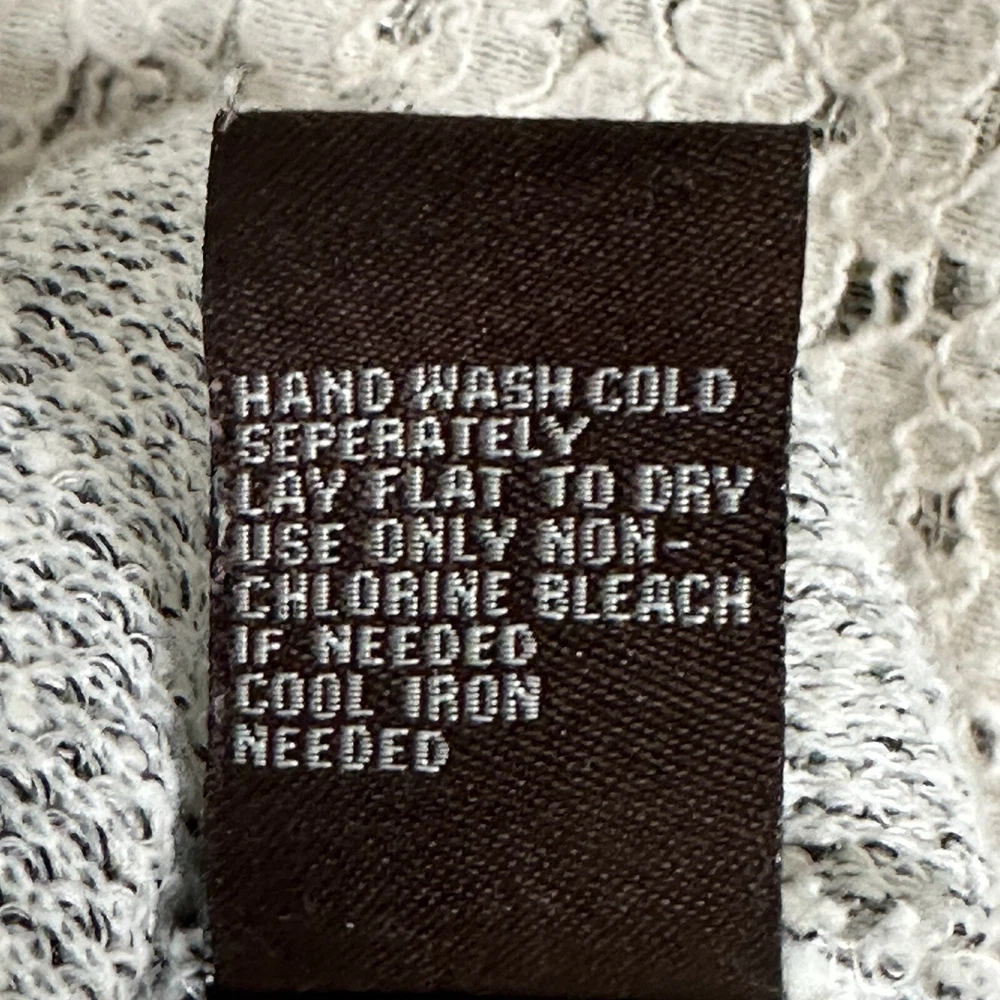 HAND WASH COLD
SEPERATELY
LAY FLAT TO DRY
USE ONLY NON-
CHLORINE BLEACH
IF NEEDED
COOL IRON
NEEDED